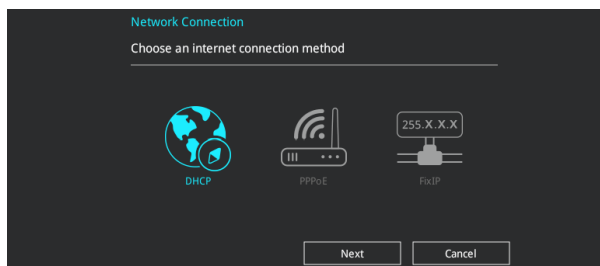 Network Connection
Choose an internet connection method
255.X.X.X
DHCP
PPPoE
FixIP
Next
Cancel